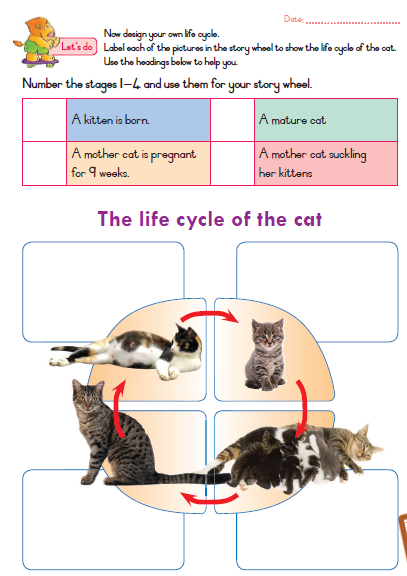 Date:
Now design your own life cycle.
Let's do
Label each of the pictures in the story wheel to show the life cycle of the cat.
Use the headings below to help you.
Number the stages 1–4 and use them for your story wheel.
A kitten is born.
A mature cat
A mother cat is pregnant
for 9 weeks.
A mother cat suckling
her kittens
The life cycle of the cat